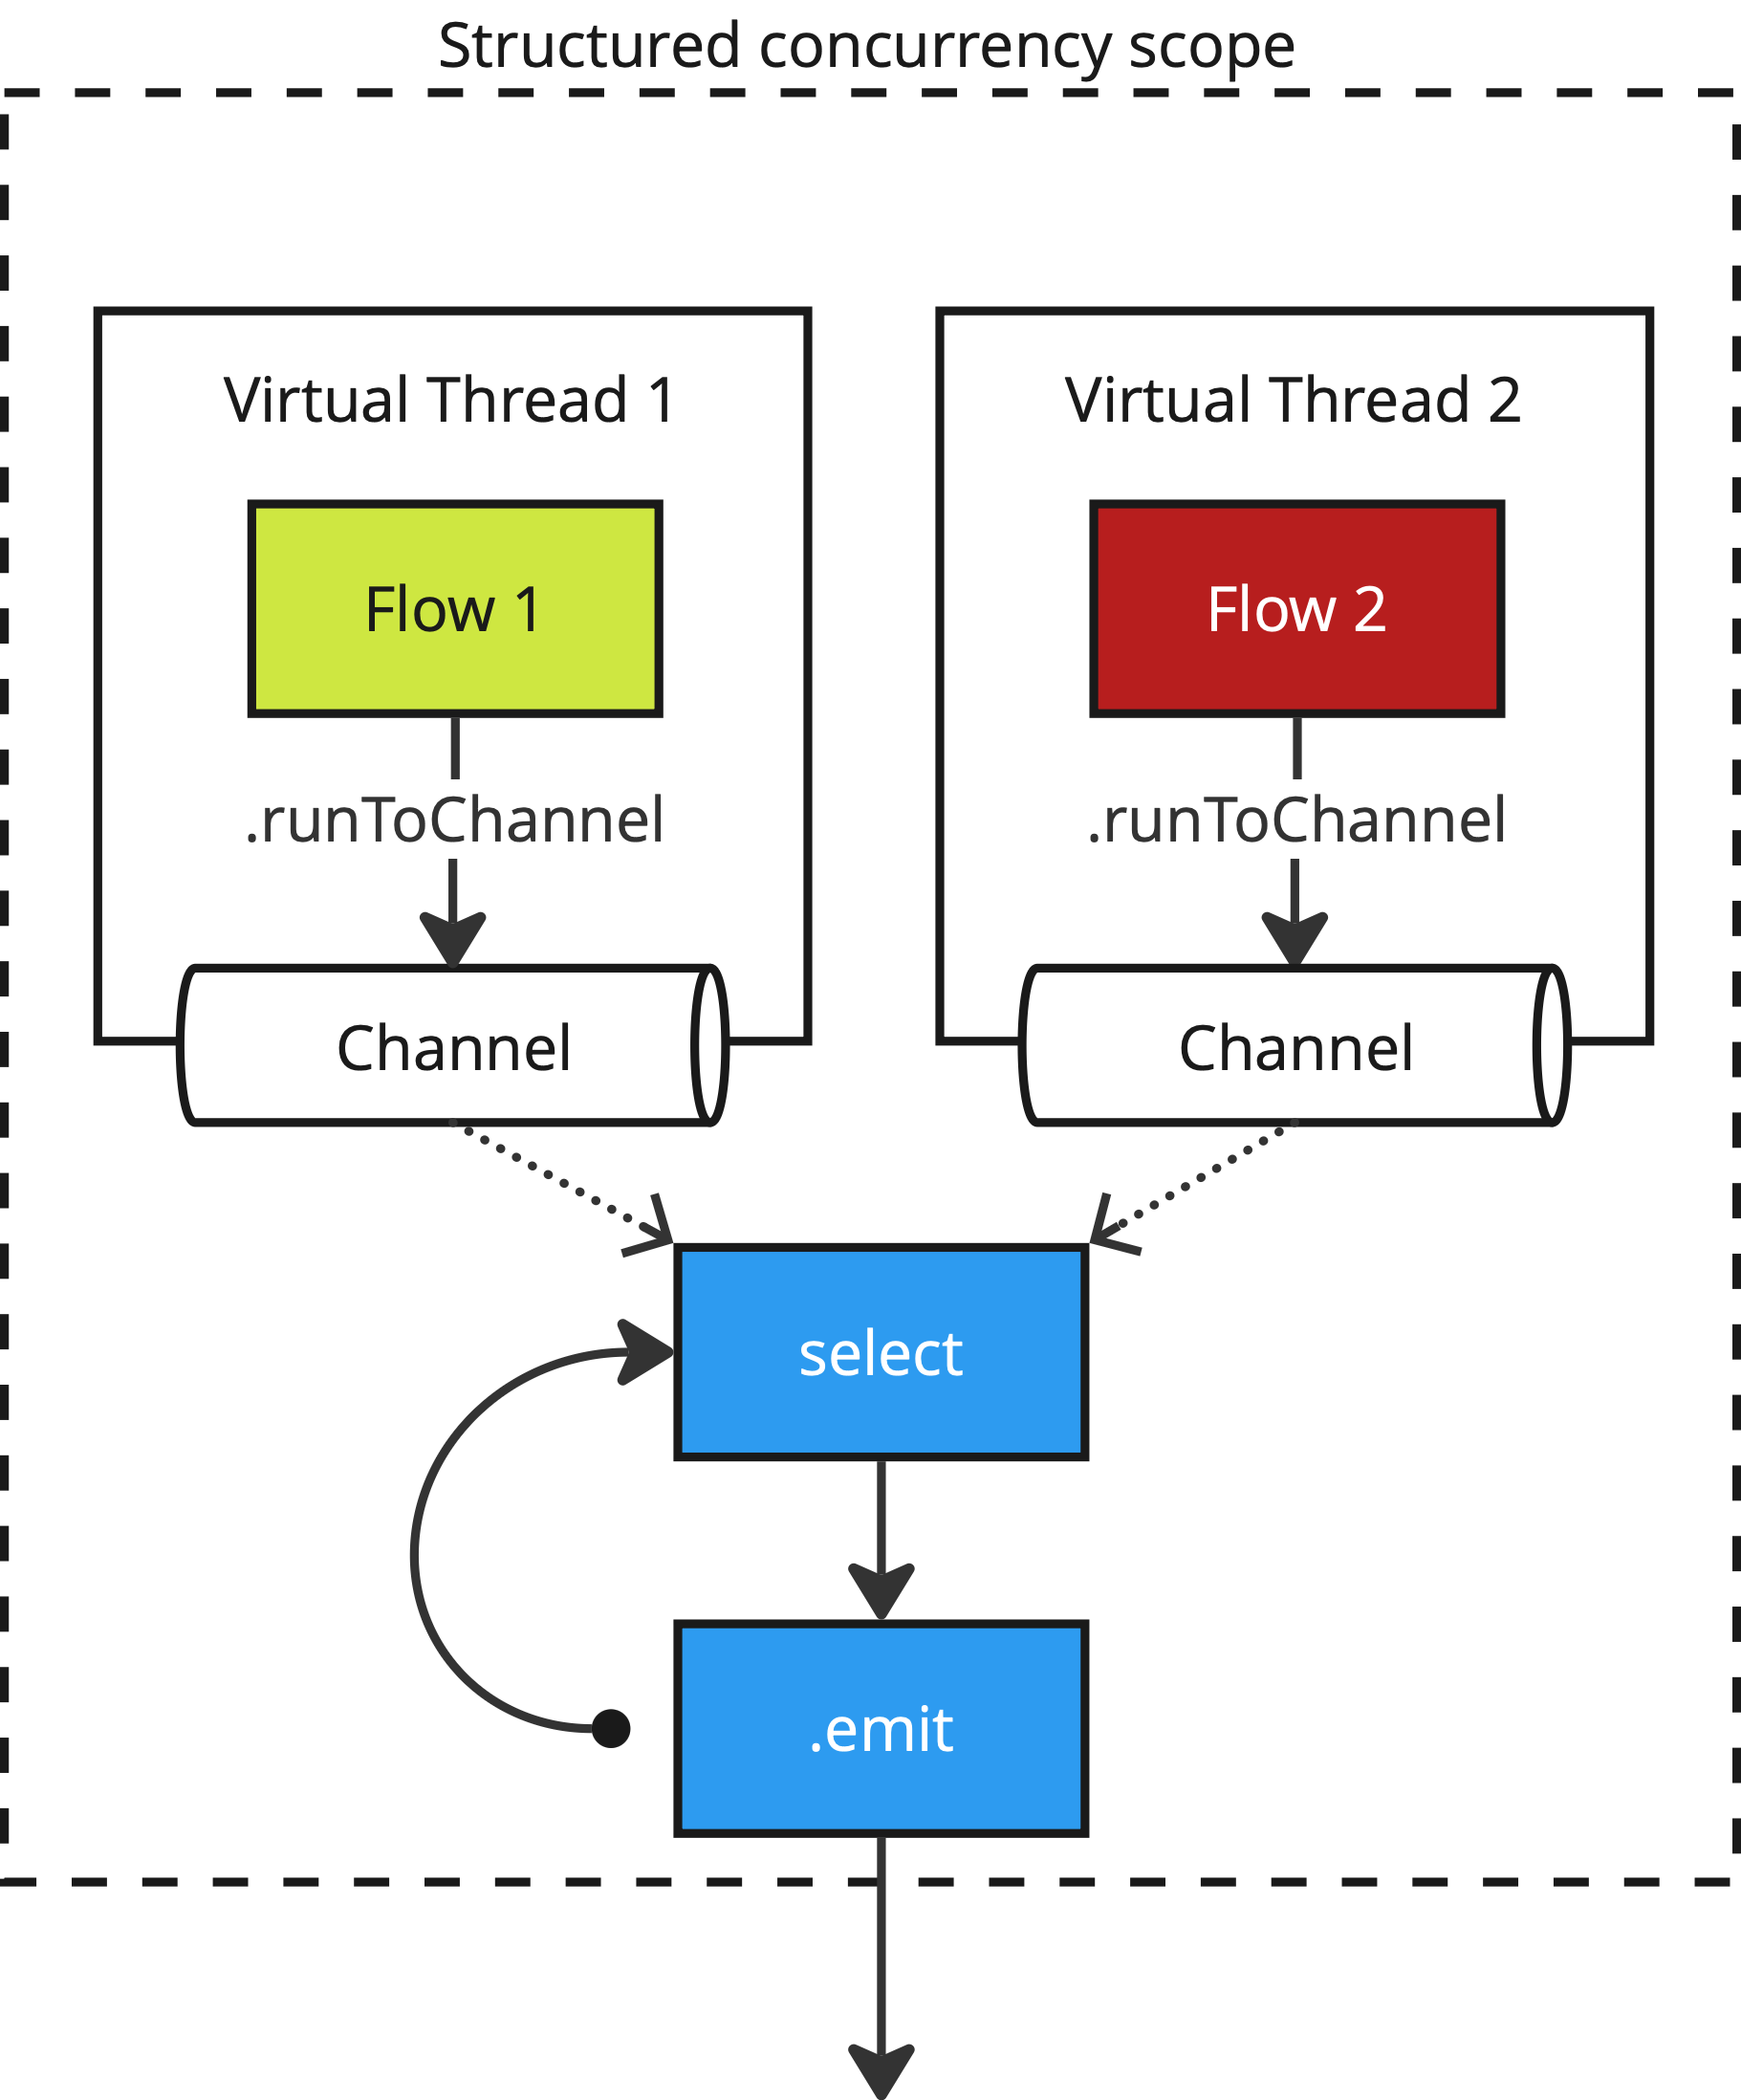 Structured concurrency scope
Virtual Thread 1
Virtual Thread 2
Flow 1
Flow 2
.runToChannel
.runToChannel
Channel
Channel
select
.emit